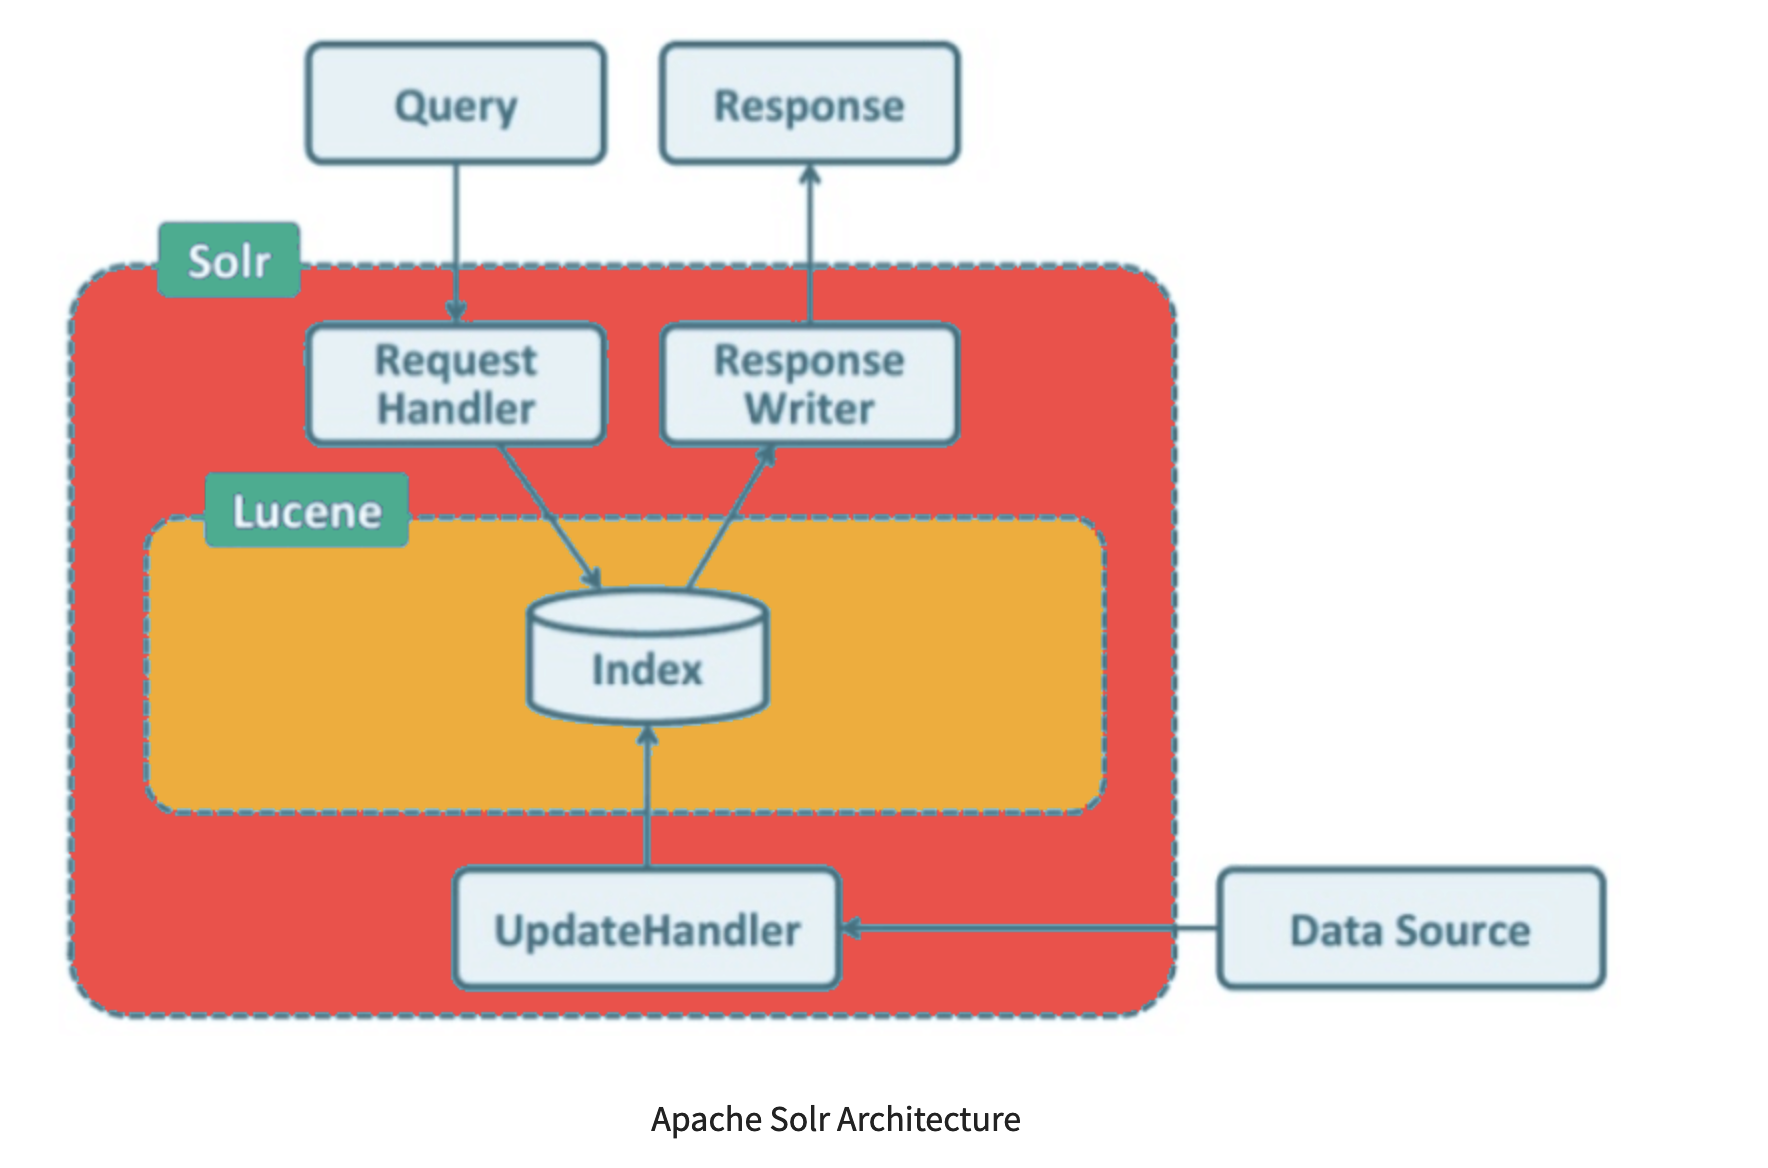 Query
Response
Solr
Request
Handler
Response
Writer
Lucene
Index
UpdateHandler
Data Source
Apache Solr Architecture